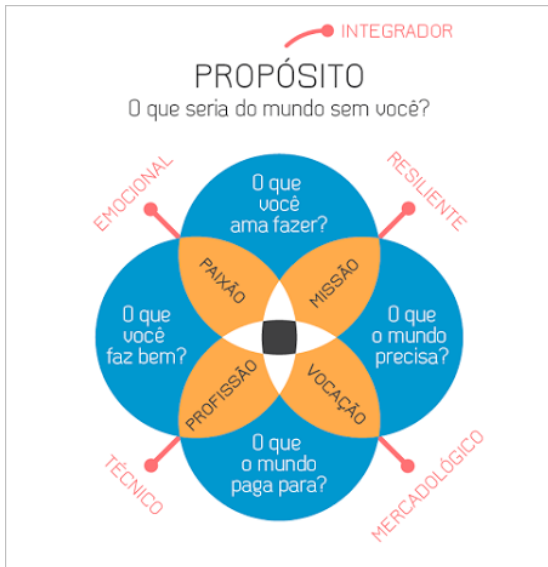 INTEGRADOR
PROPÓSITO
O que seria do mundo sem você?
EMOCIONAL
RESILIENTE
O que
você
ama fazer?
PAIXÃO
MISSÃO
O que
você
faz bem?
O que
o mundo
precisa?
PROFISSÃO
VOCAÇÃO
O que
o mundo
paga para?
TÉCNICO
MERCADOLÓGICO